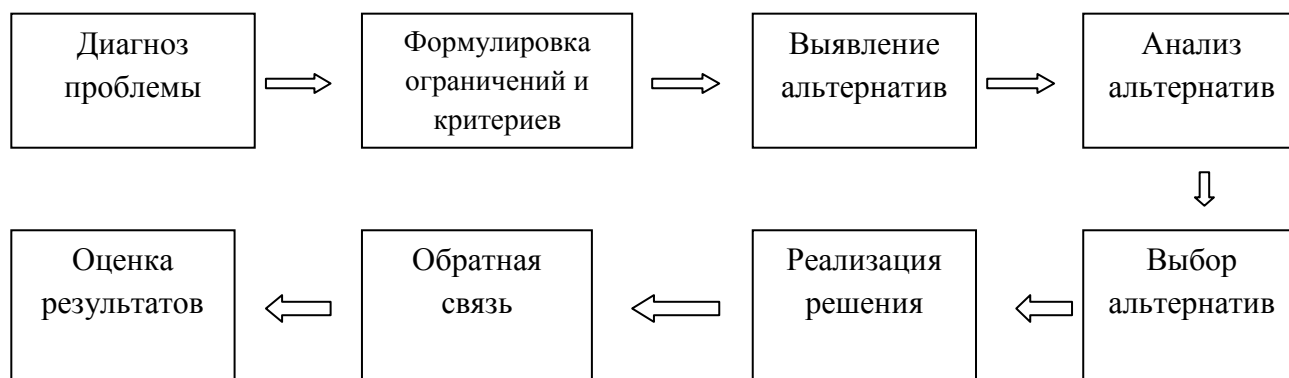 Диагноз
проблемы
Формулировка
ограничений и
критериев
Выявление
альтернатив
Анализ
альтернатив
Выбор
альтернатив
Реализация
решения
Обратная
связь
Оценка
результатов